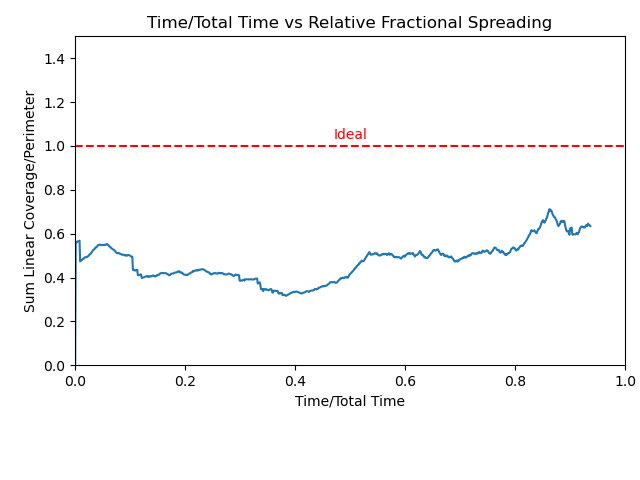 Time/Total Time vs Relative Fractional Spreading
1.4
1.2
Ideal
1.0
0.8
0.6
0.4
0.2
0.0
Sum Linear Coverage/Perimeter
0.0 0.2 0.4 0.6 0.8 1.0
Time/Total Time